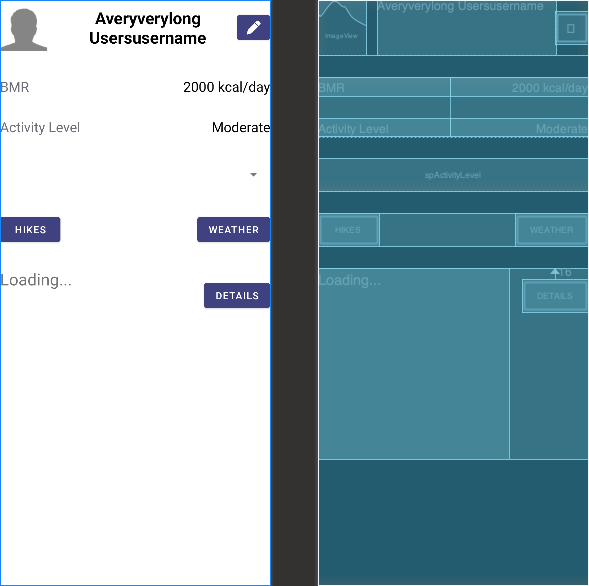 Averyverylong
Usersusername
BMR
2000 kcal/day
Activity Level
Moderate
HIKES
WEATHER
Loading...
DETAILS
Averyverylong Usersusername
ImageView
BMR
2000 kcal/day
Activity Level
Moderate
spActivityLevel
HIKES
WEATHER
Loading...
16
DETAILS